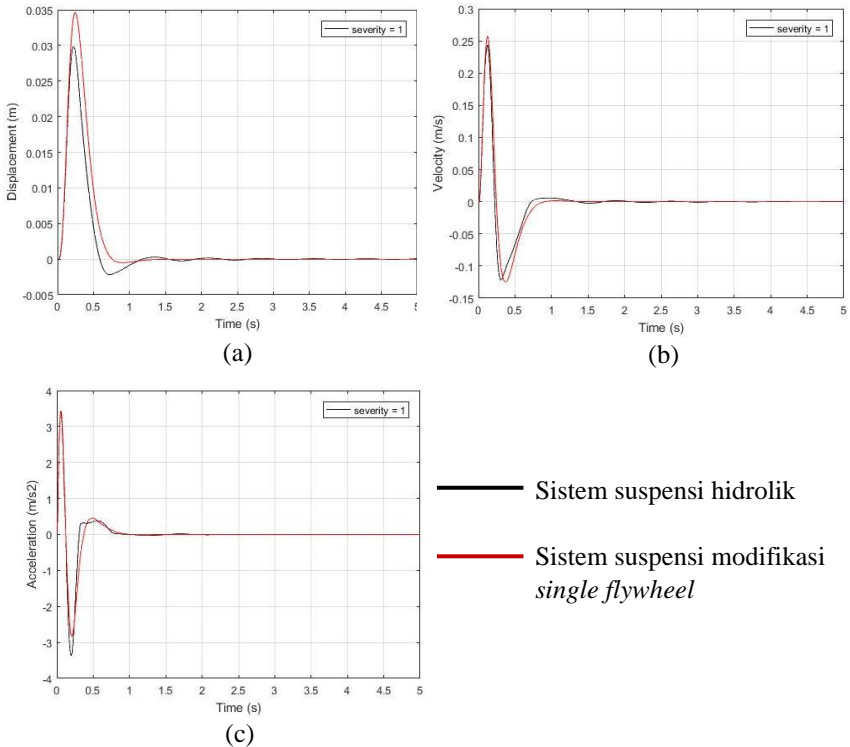 0.035
0.03
0.025
0.02
0.015
0.01
0.005
0
-0.005
Displacement (m)
severity = 1
0 0.5 1 1.5 2 2.5 3 3.5 4 4.5 5
Time (s)
(a)
0.3
0.25
0.2
0.15
0.1
0.05
0
-0.05
-0.1
-0.15
Velocity (m/s)
severity = 1
0 0.5 1 1.5 2 2.5 3 3.5 4 4.5 5
Time (s)
(b)
4
3
2
1
0
-1
-2
-3
-4
Acceleration (m/s2)
severity = 1
0 0.5 1 1.5 2 2.5 3 3.5 4 4.5 5
Time (s)
(c)
Sistem suspensi hidrolik
Sistem suspensi modifikasi
single flywheel